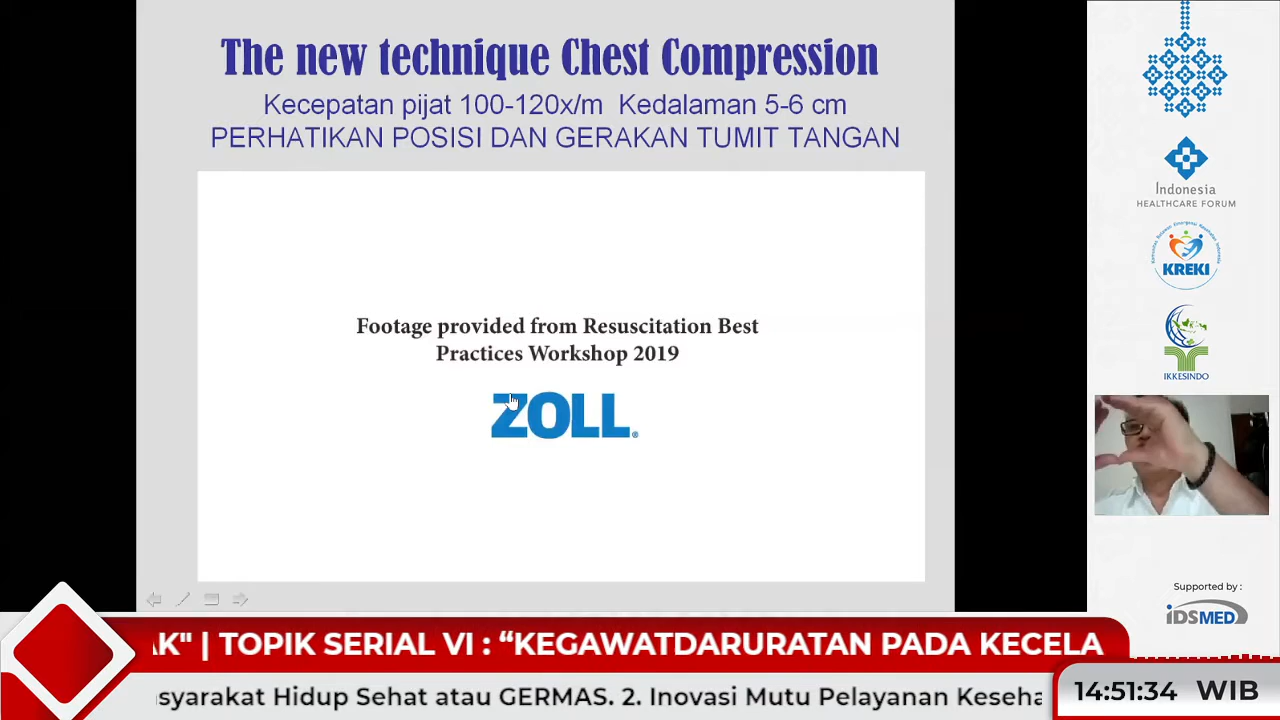 The new technique Chest Compression
Kecepatan pijat 100-120x/m Kedalaman 5-6 cm
PERHATIKAN POSISI DAN GERAKAN TUMIT TANGAN
Footage provided from Resuscitation Best
Practices Workshop 2019
ZOLL®
Indonesia
HEALTHCARE FORUM
KREKI
IKKESINDO
Supported by :
iDSMED
AK" | TOPIK SERIAL VI : “KEGAWATDARURATAN PADA KECELA
syarakat Hidup Sehat atau GERMAS. 2. Inovasi Mutu Pelayanan Keseha
14:51:34 WIB